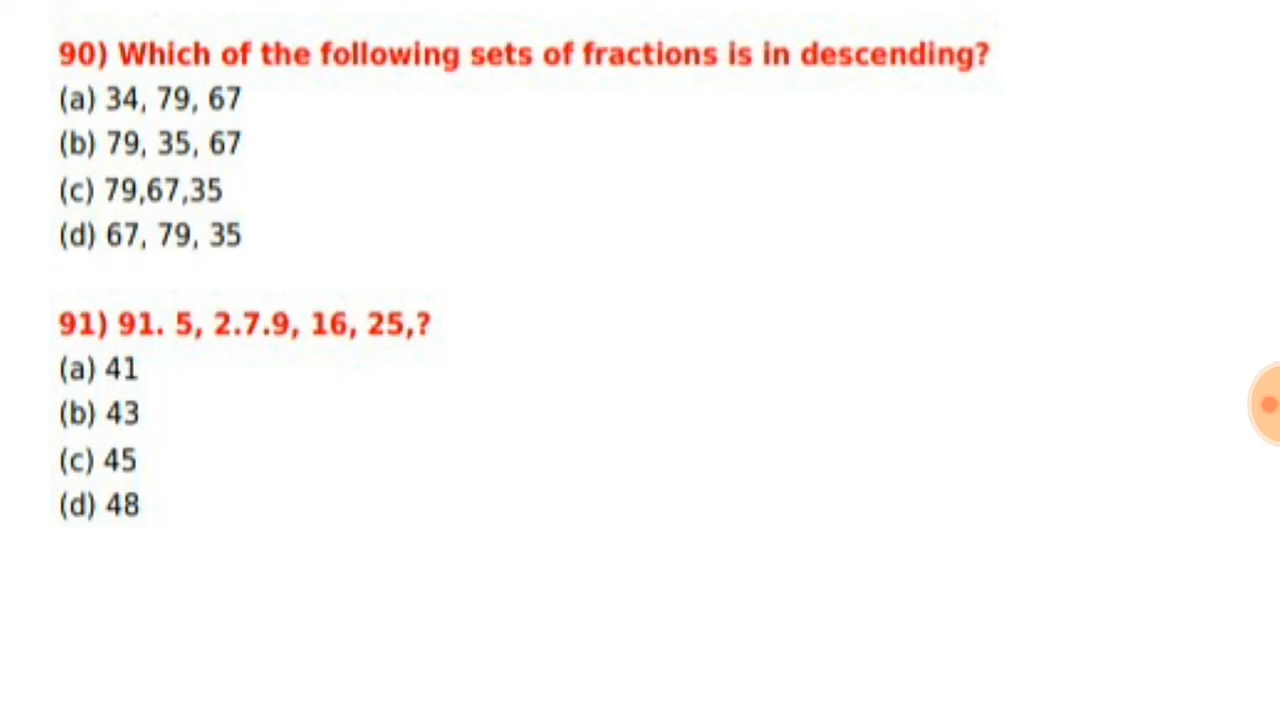 90) Which of the following sets of fractions is in descending?
(a) 34, 79, 67
(b) 79, 35, 67
(c) 79,67,35
(d) 67, 79, 35
91) 91. 5, 2.7.9, 16, 25,?
(a) 41
(b) 43
(c) 45
(d) 48